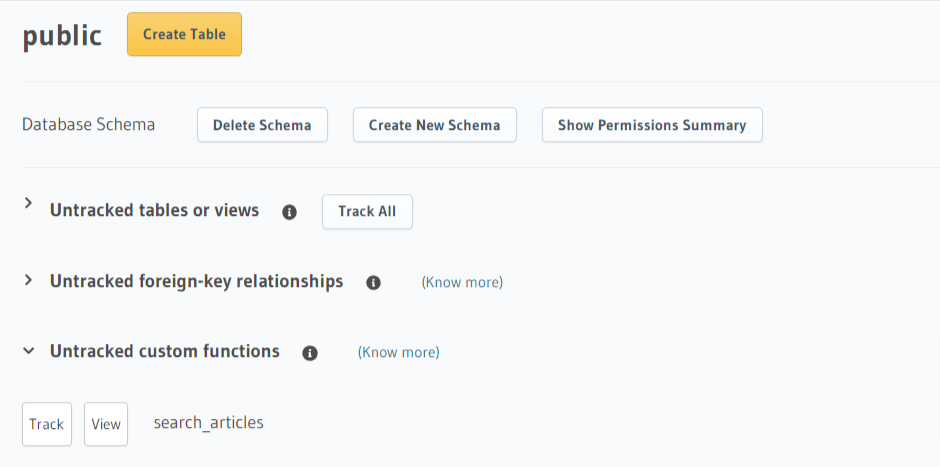 public Create Table
Database Schema Delete Schema Create New Schema Show Permissions Summary
Untracked tables or views Track All
Untracked foreign-key relationships (Know more)
Untracked custom functions (Know more)
Track View search_articles